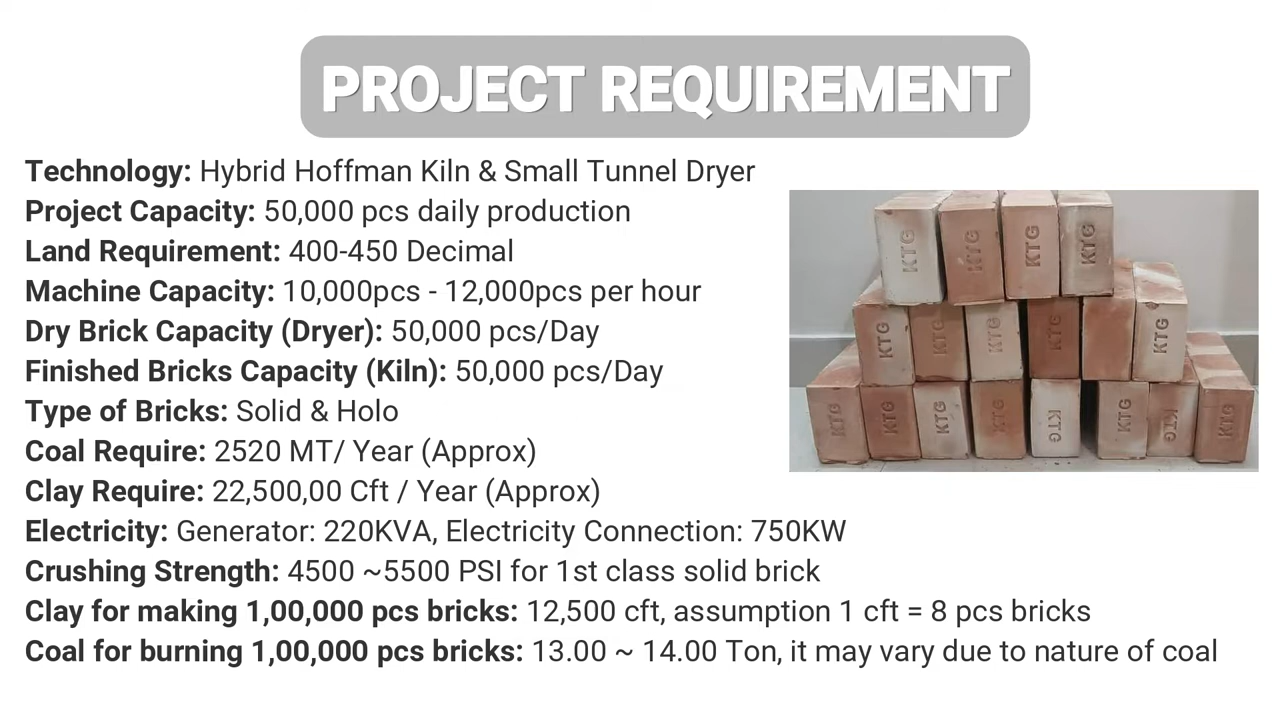 PROJECT REQUIREMENT
Technology: Hybrid Hoffman Kiln & Small Tunnel Dryer
Project Capacity: 50,000 pcs daily production
Land Requirement: 400-450 Decimal
Machine Capacity: 10,000pcs - 12,000pcs per hour
Dry Brick Capacity (Dryer): 50,000 pcs/Day
Finished Bricks Capacity (Kiln): 50,000 pcs/Day
Type of Bricks: Solid & Holo
Coal Require: 2520 MT/ Year (Approx)
Clay Require: 22,500,00 Cft / Year (Approx)
Electricity: Generator: 220KVA, Electricity Connection: 750KW
Crushing Strength: 4500 ~5500 PSI for 1st class solid brick
Clay for making 1,00,000 pcs bricks: 12,500 cft, assumption 1 cft = 8 pcs bricks
Coal for burning 1,00,000 pcs bricks: 13.00 ~ 14.00 Ton, it may vary due to nature of coal
KTG KTG KTG KTG
KTG KTG KTG KTG KTG
KTG KTG KTG KTG KTG KTG KTG KTG